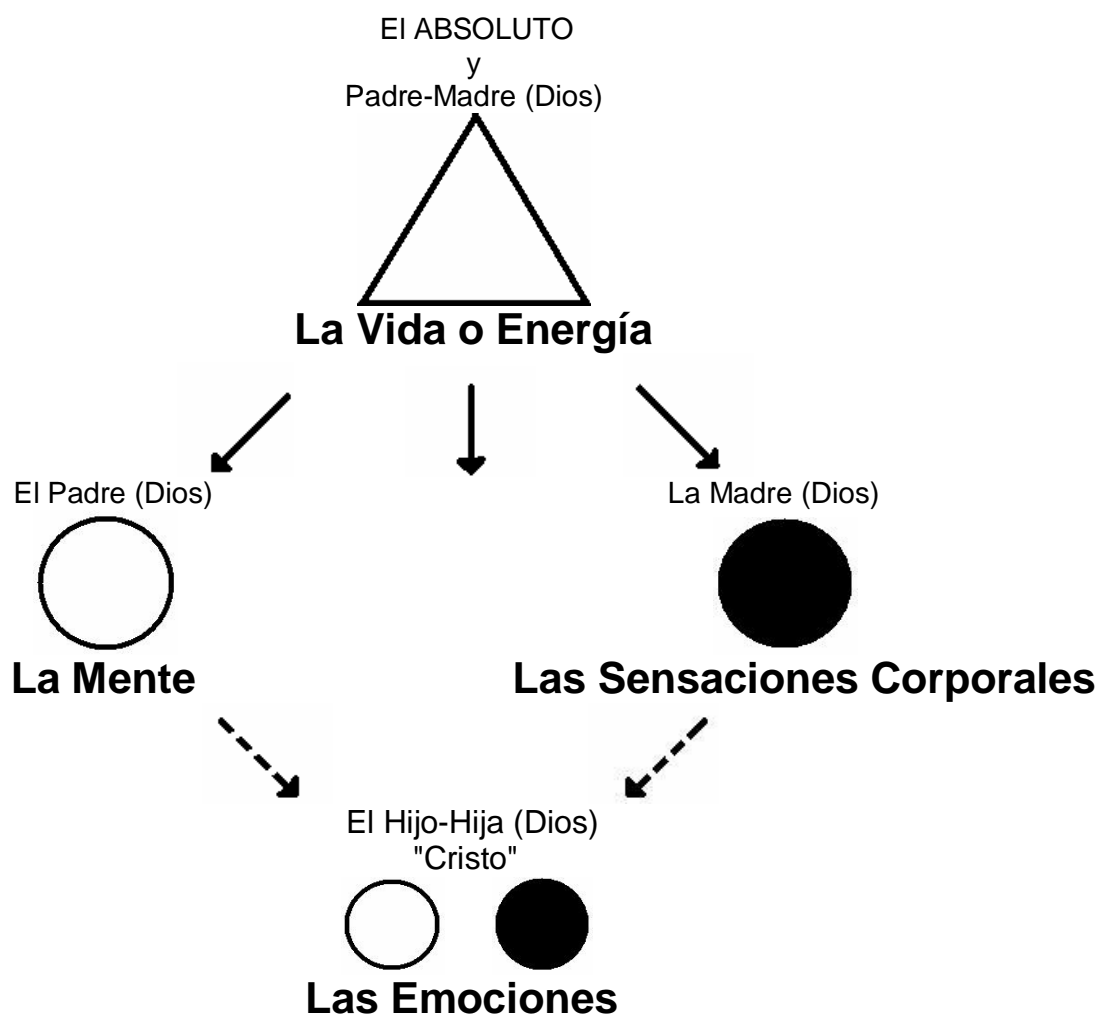 El ABSOLUTO
y
Padre-Madre (Dios)
La Vida o Energía
El Padre (Dios)
La Madre (Dios)
La Mente
Las Sensaciones Corporales
El Hijo-Hija (Dios)
"Cristo"
Las Emociones